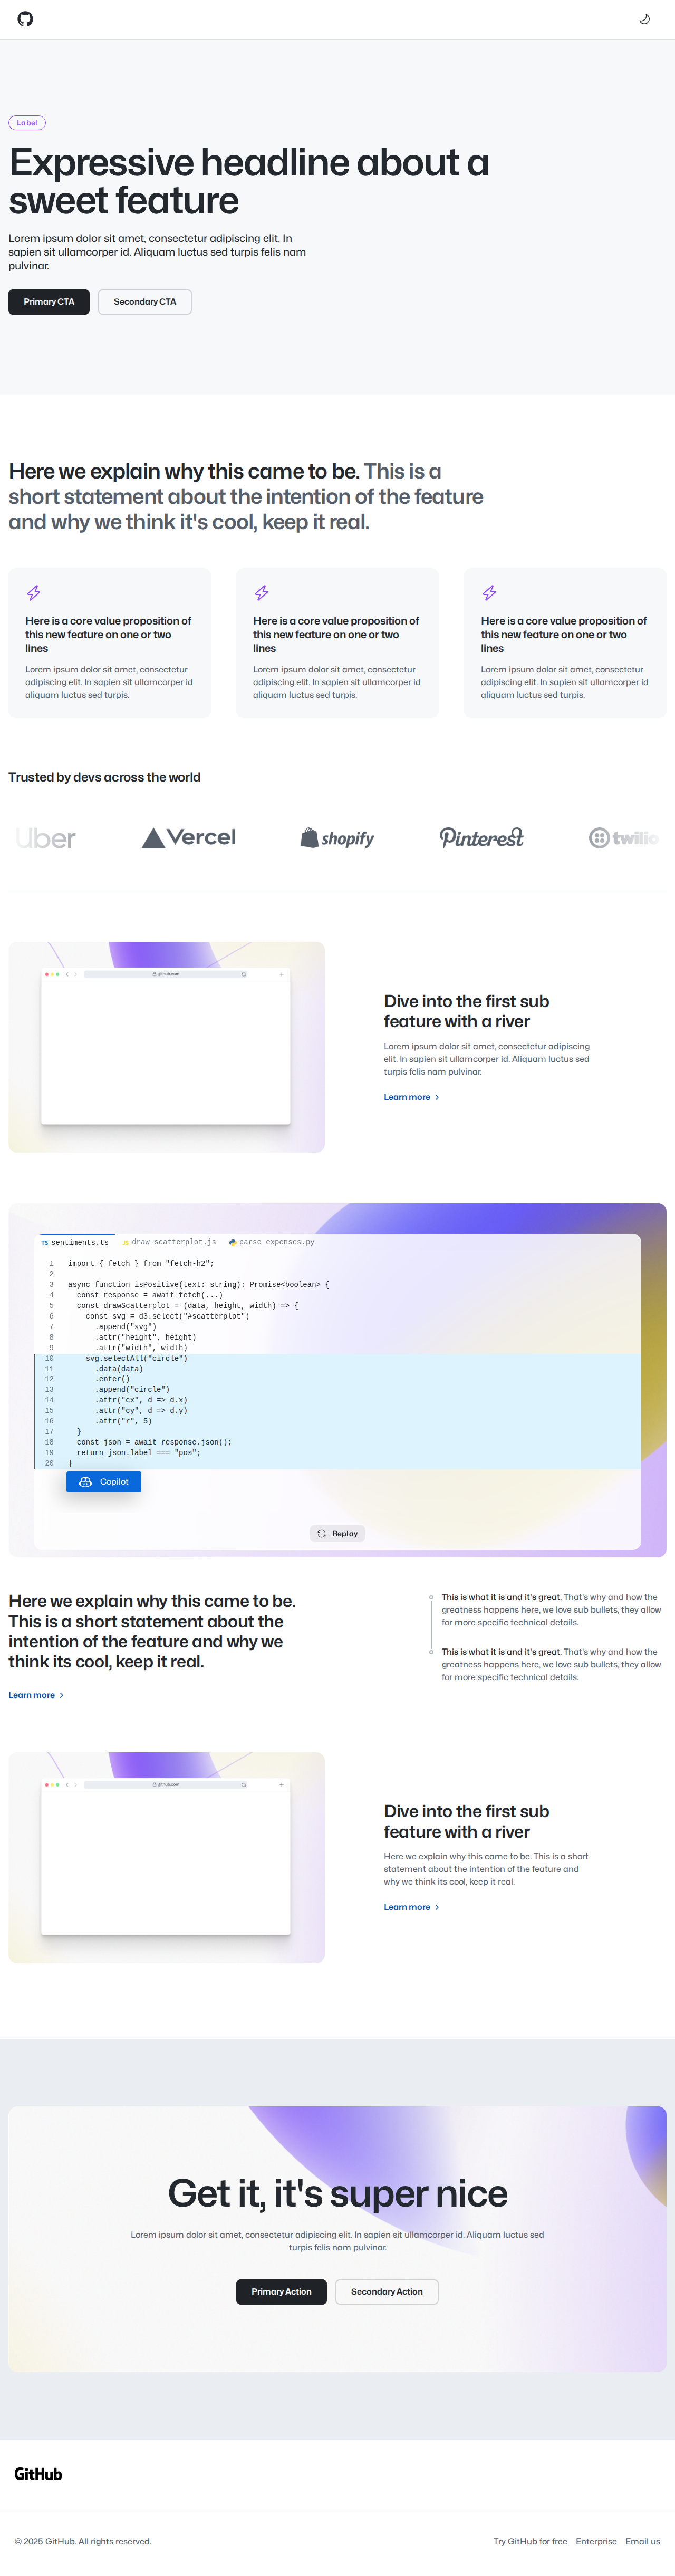 Label
Expressive headline about a
sweet feature
Lorem ipsum dolor sit amet, consectetur adipiscing elit. In
sapien sit ullamcorper id. Aliquam luctus sed turpis felis nam
pulvinar.
Primary CTA
Secondary CTA
Here we explain why this came to be. This is a
short statement about the intention of the feature
and why we think it's cool, keep it real.
Here is a core value proposition of
this new feature on one or two
lines
Lorem ipsum dolor sit amet, consectetur
adipiscing elit. In sapien sit ullamcorper id
aliquam luctus sed turpis.
Here is a core value proposition of
this new feature on one or two
lines
Lorem ipsum dolor sit amet, consectetur
adipiscing elit. In sapien sit ullamcorper id
aliquam luctus sed turpis.
Here is a core value proposition of
this new feature on one or two
lines
Lorem ipsum dolor sit amet, consectetur
adipiscing elit. In sapien sit ullamcorper id
aliquam luctus sed turpis.
Trusted by devs across the world
Uber
Vercel
shopify
Pinterest
twilio
github.com
Dive into the first sub
feature with a river
Lorem ipsum dolor sit amet, consectetur adipiscing
elit. In sapien sit ullamcorper id. Aliquam luctus sed
turpis felis nam pulvinar.
Learn more
TS sentiments.ts
JS draw_scatterplot.js
parse_expenses.py
1 import { fetch } from "fetch-h2";
2
3 async function isPositive(text: string): Promise<boolean> {
4 const response = await fetch(...)
5 const drawScatterplot = (data, height, width) => {
6 const svg = d3.select("#scatterplot")
7 .append("svg")
8 .attr("height", height)
9 .attr("width", width)
10 svg.selectAll("circle")
11 .data(data)
12 .enter()
13 .append("circle")
14 .attr("cx", d => d.x)
15 .attr("cy", d => d.y)
16 .attr("r", 5)
17 }
18 const json = await response.json();
19 return json.label === "pos";
20 }
Copilot
Replay
Here we explain why this came to be.
This is a short statement about the
intention of the feature and why we
think its cool, keep it real.
Learn more
This is what it is and it's great. That's why and how the
greatness happens here, we love sub bullets, they allow
for more specific technical details.
This is what it is and it's great. That's why and how the
greatness happens here, we love sub bullets, they allow
for more specific technical details.
github.com
Dive into the first sub
feature with a river
Here we explain why this came to be. This is a short
statement about the intention of the feature and
why we think its cool, keep it real.
Learn more
Get it, it's super nice
Lorem ipsum dolor sit amet, consectetur adipiscing elit. In sapien sit ullamcorper id. Aliquam luctus sed
turpis felis nam pulvinar.
Primary Action
Secondary Action
GitHub
© 2025 GitHub. All rights reserved.
Try GitHub for free
Enterprise
Email us